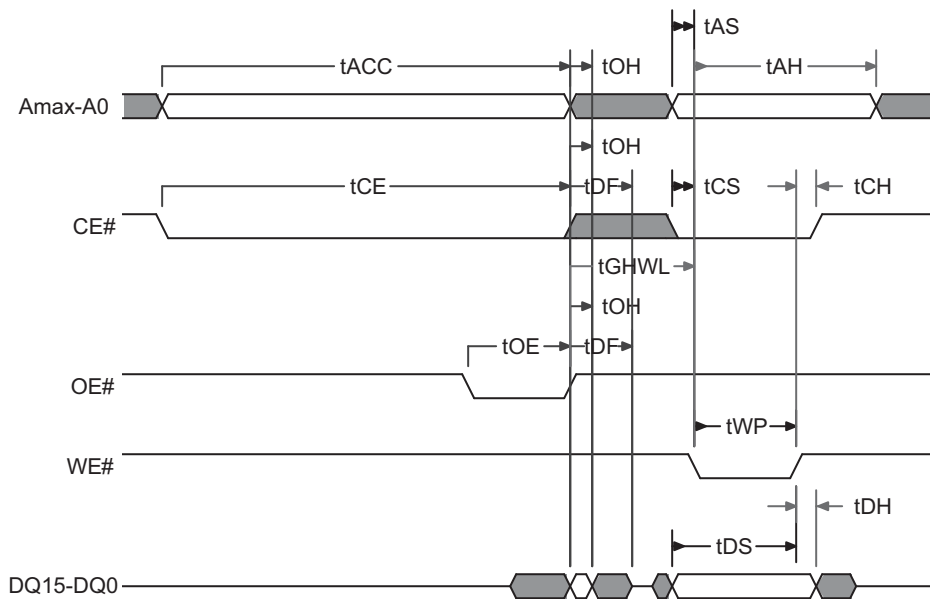 tAS
tACC tOH tAH
Amax-A0
tOH
tCE tDF tCS tCH
CE#
tGHWL
tOH
tOE tDF
OE#
tWP
WE#
tDH
tDS
DQ15-DQ0